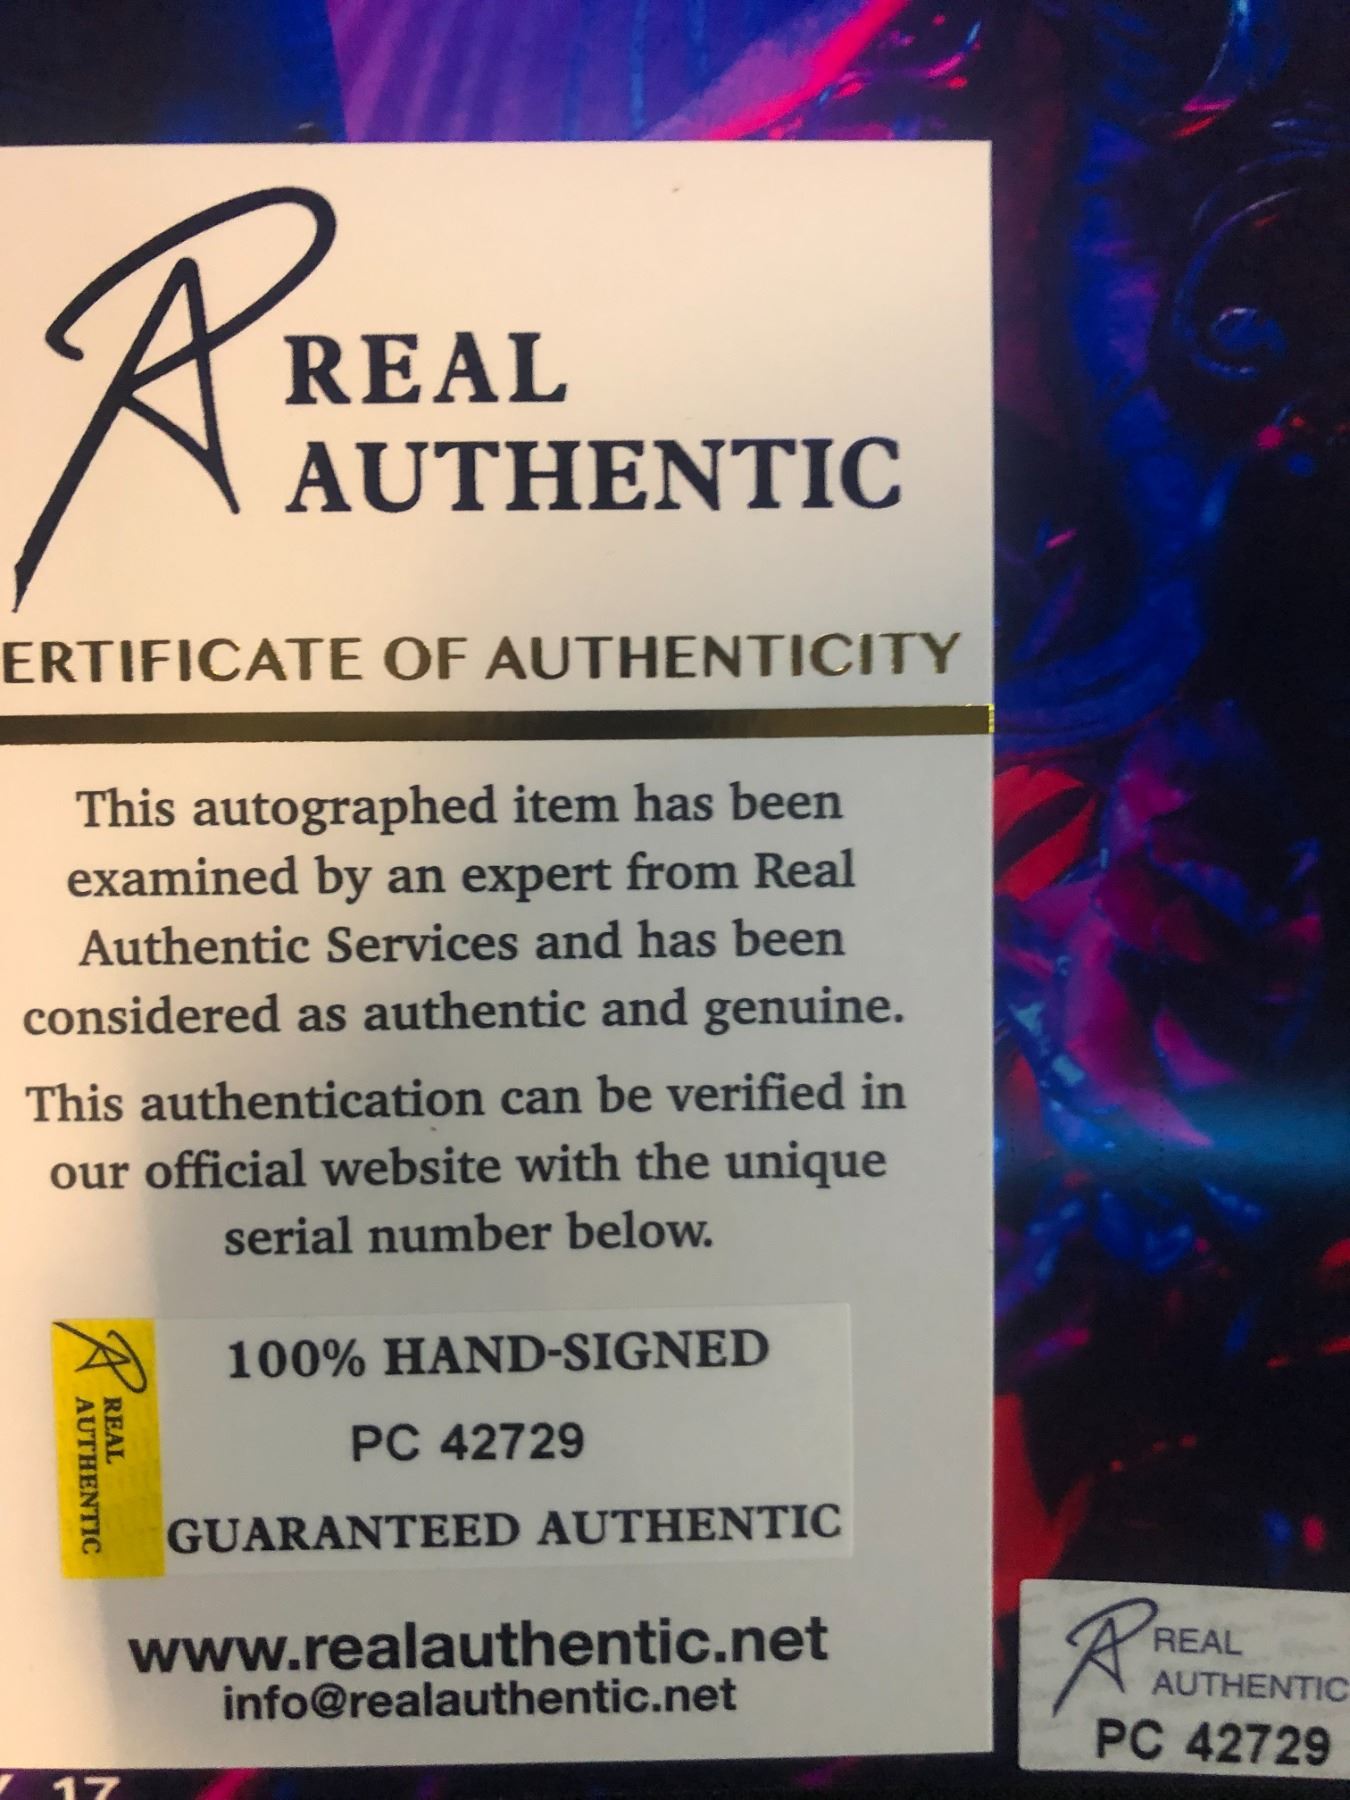 REAL
AUTHENTIC
ERTIFICATE OF AUTHENTICITY
This autographed item has been
examined by an expert from Real
Authentic Services and has been
considered as authentic and genuine.
This authentication can be verified in
our official website with the unique
serial number below.
REAL
AUTHENTIC
100% HAND-SIGNED
PC 42729
GUARANTEED AUTHENTIC
www.realauthentic.net
info@realauthentic.net
REAL
AUTHENTIC
PC 42729
17